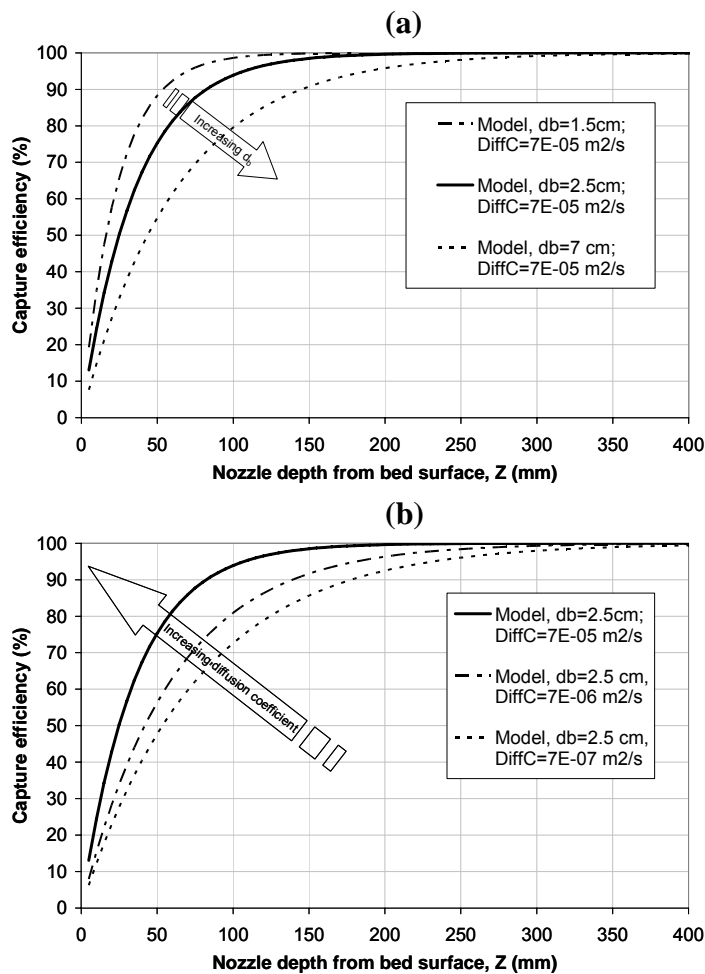 (a)
100
90
80
70
60
50
40
30
20
10
0
Capture efficiency (%)
Increasing db
Model, db=1.5cm;
DiffC=7E-05 m2/s
Model, db=2.5cm;
DiffC=7E-05 m2/s
Model, db=7 cm;
DiffC=7E-05 m2/s
0 50 100 150 200 250 300 350 400
Nozzle depth from bed surface, Z (mm)
(b)
100
90
80
70
60
50
40
30
20
10
0
Capture efficiency (%)
Increasing diffusion coefficient
Model, db=2.5cm;
DiffC=7E-05 m2/s
Model, db=2.5 cm,
DiffC=7E-06 m2/s
Model, db=2.5 cm,
DiffC=7E-07 m2/s
0 50 100 150 200 250 300 350 400
Nozzle depth from bed surface, Z (mm)